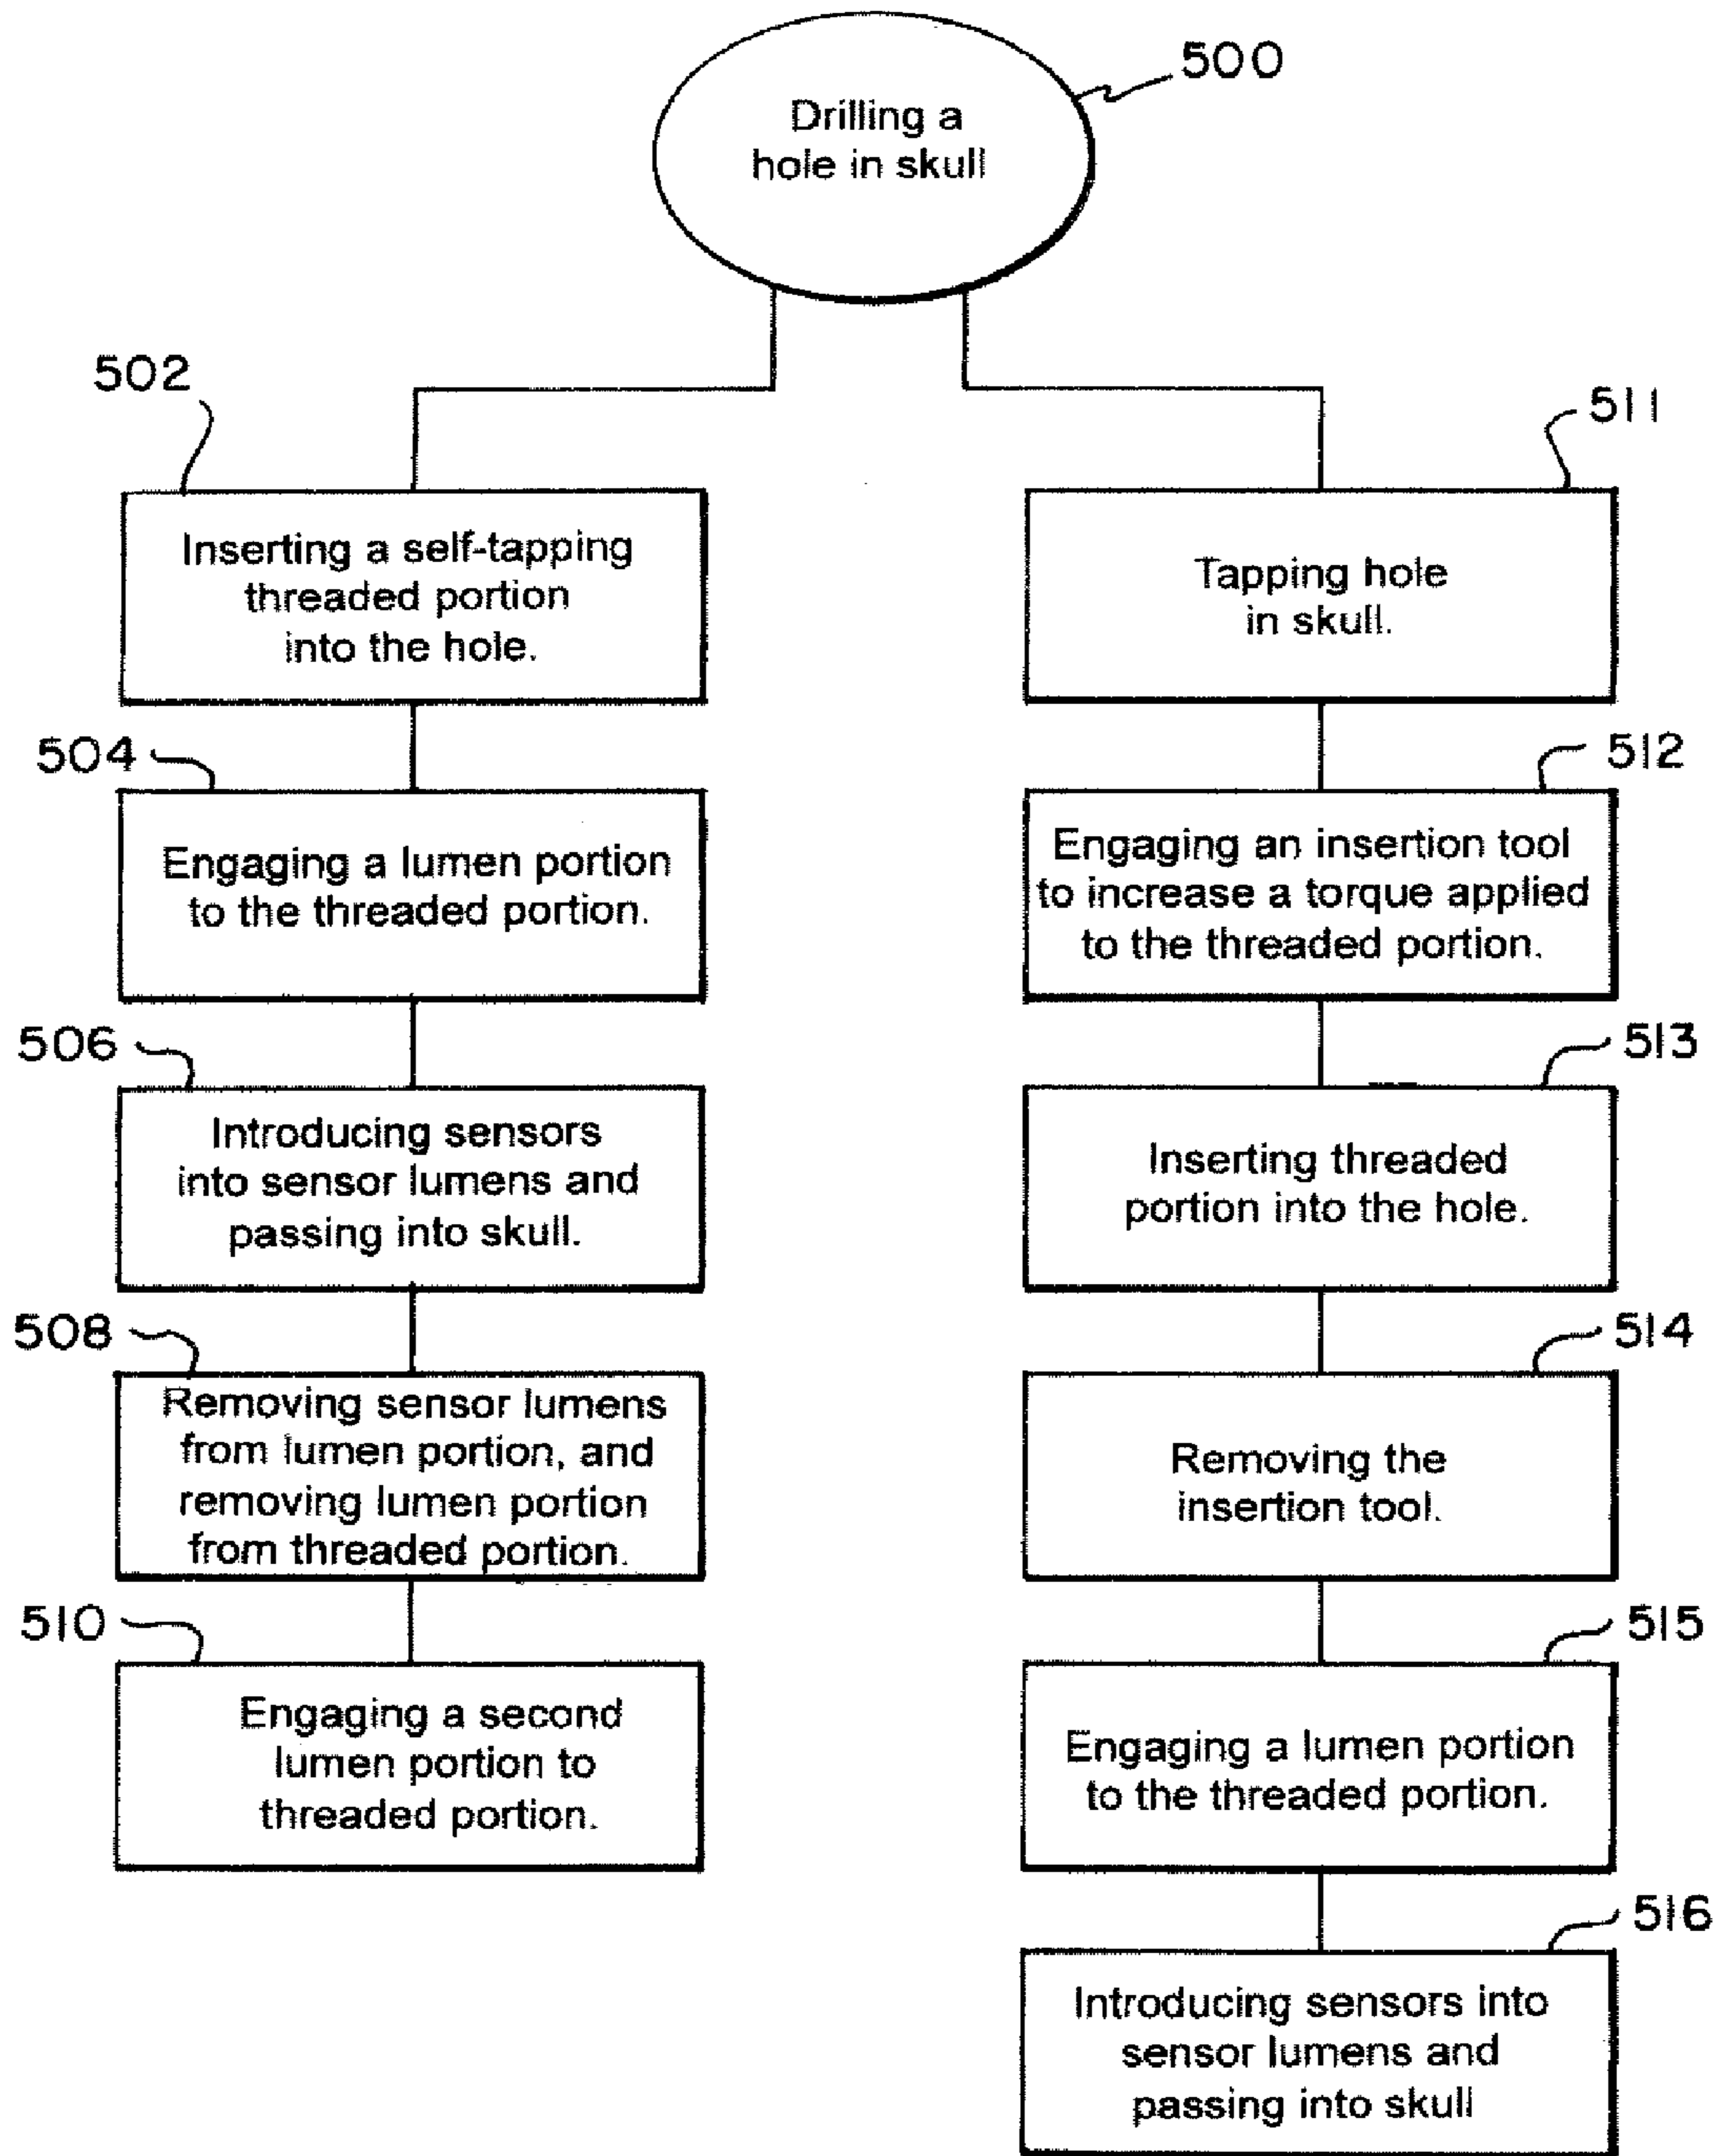 500
Drilling a
hole in skull
502
Inserting a self-tapping
threaded portion
into the hole.
504
Engaging a lumen portion
to the threaded portion.
506
Introducing sensors
into sensor lumens and
passing into skull.
508
Removing sensor lumens
from lumen portion, and
removing lumen portion
from threaded portion.
510
Engaging a second
lumen portion to
threaded portion.
511
Tapping hole
in skull.
512
Engaging an insertion tool
to increase a torque applied
to the threaded portion.
513
Inserting threaded
portion into the hole.
514
Removing the
insertion tool.
515
Engaging a lumen portion
to the threaded portion.
516
Introducing sensors into
sensor lumens and
passing into skull